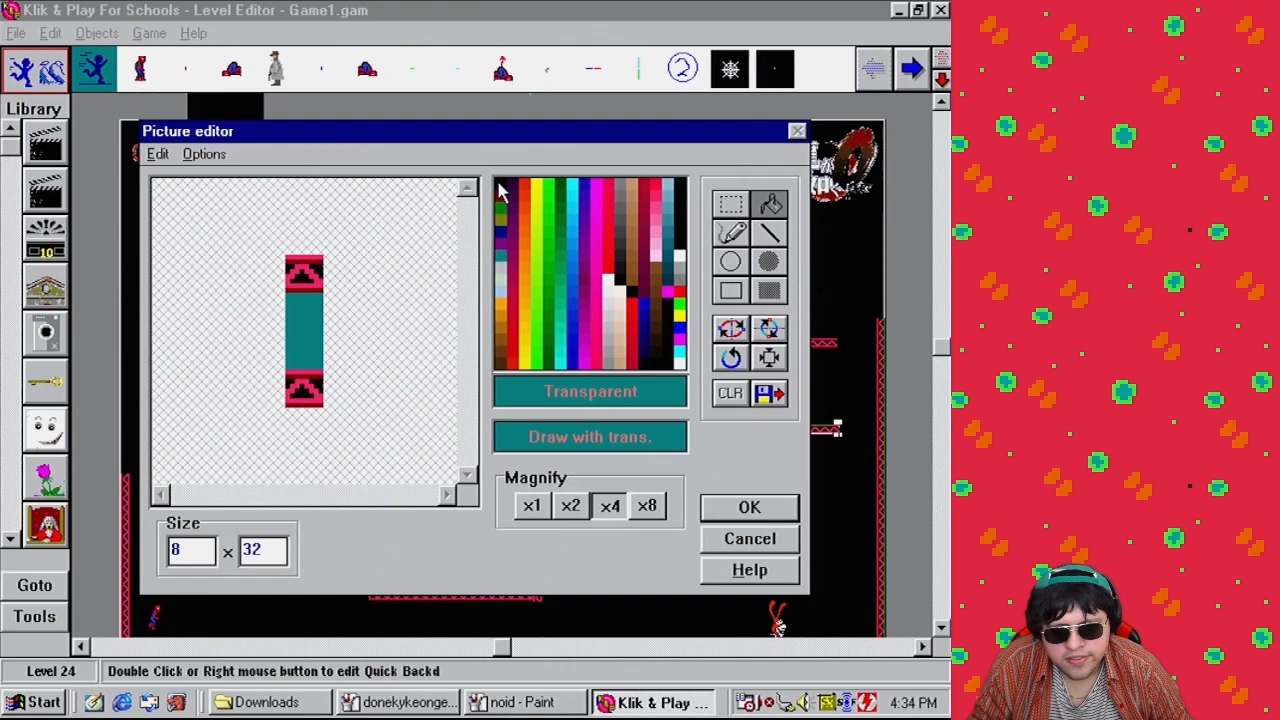 Klik & Play For Schools - Level Editor - Game1.gam
File Edit Objects Game Help
Library
10
Picture editor
Edit Options
Transparent
Draw with trans.
CLR
Magnify
x1 x2 x4 x8
Size
8 x 32
OK
Cancel
Help
Goto
Tools
Level 24 Double Click or Right mouse button to edit Quick Backd
Start Downloads donekykeonge... noid - Paint Klik & Play ... 4:34 PM